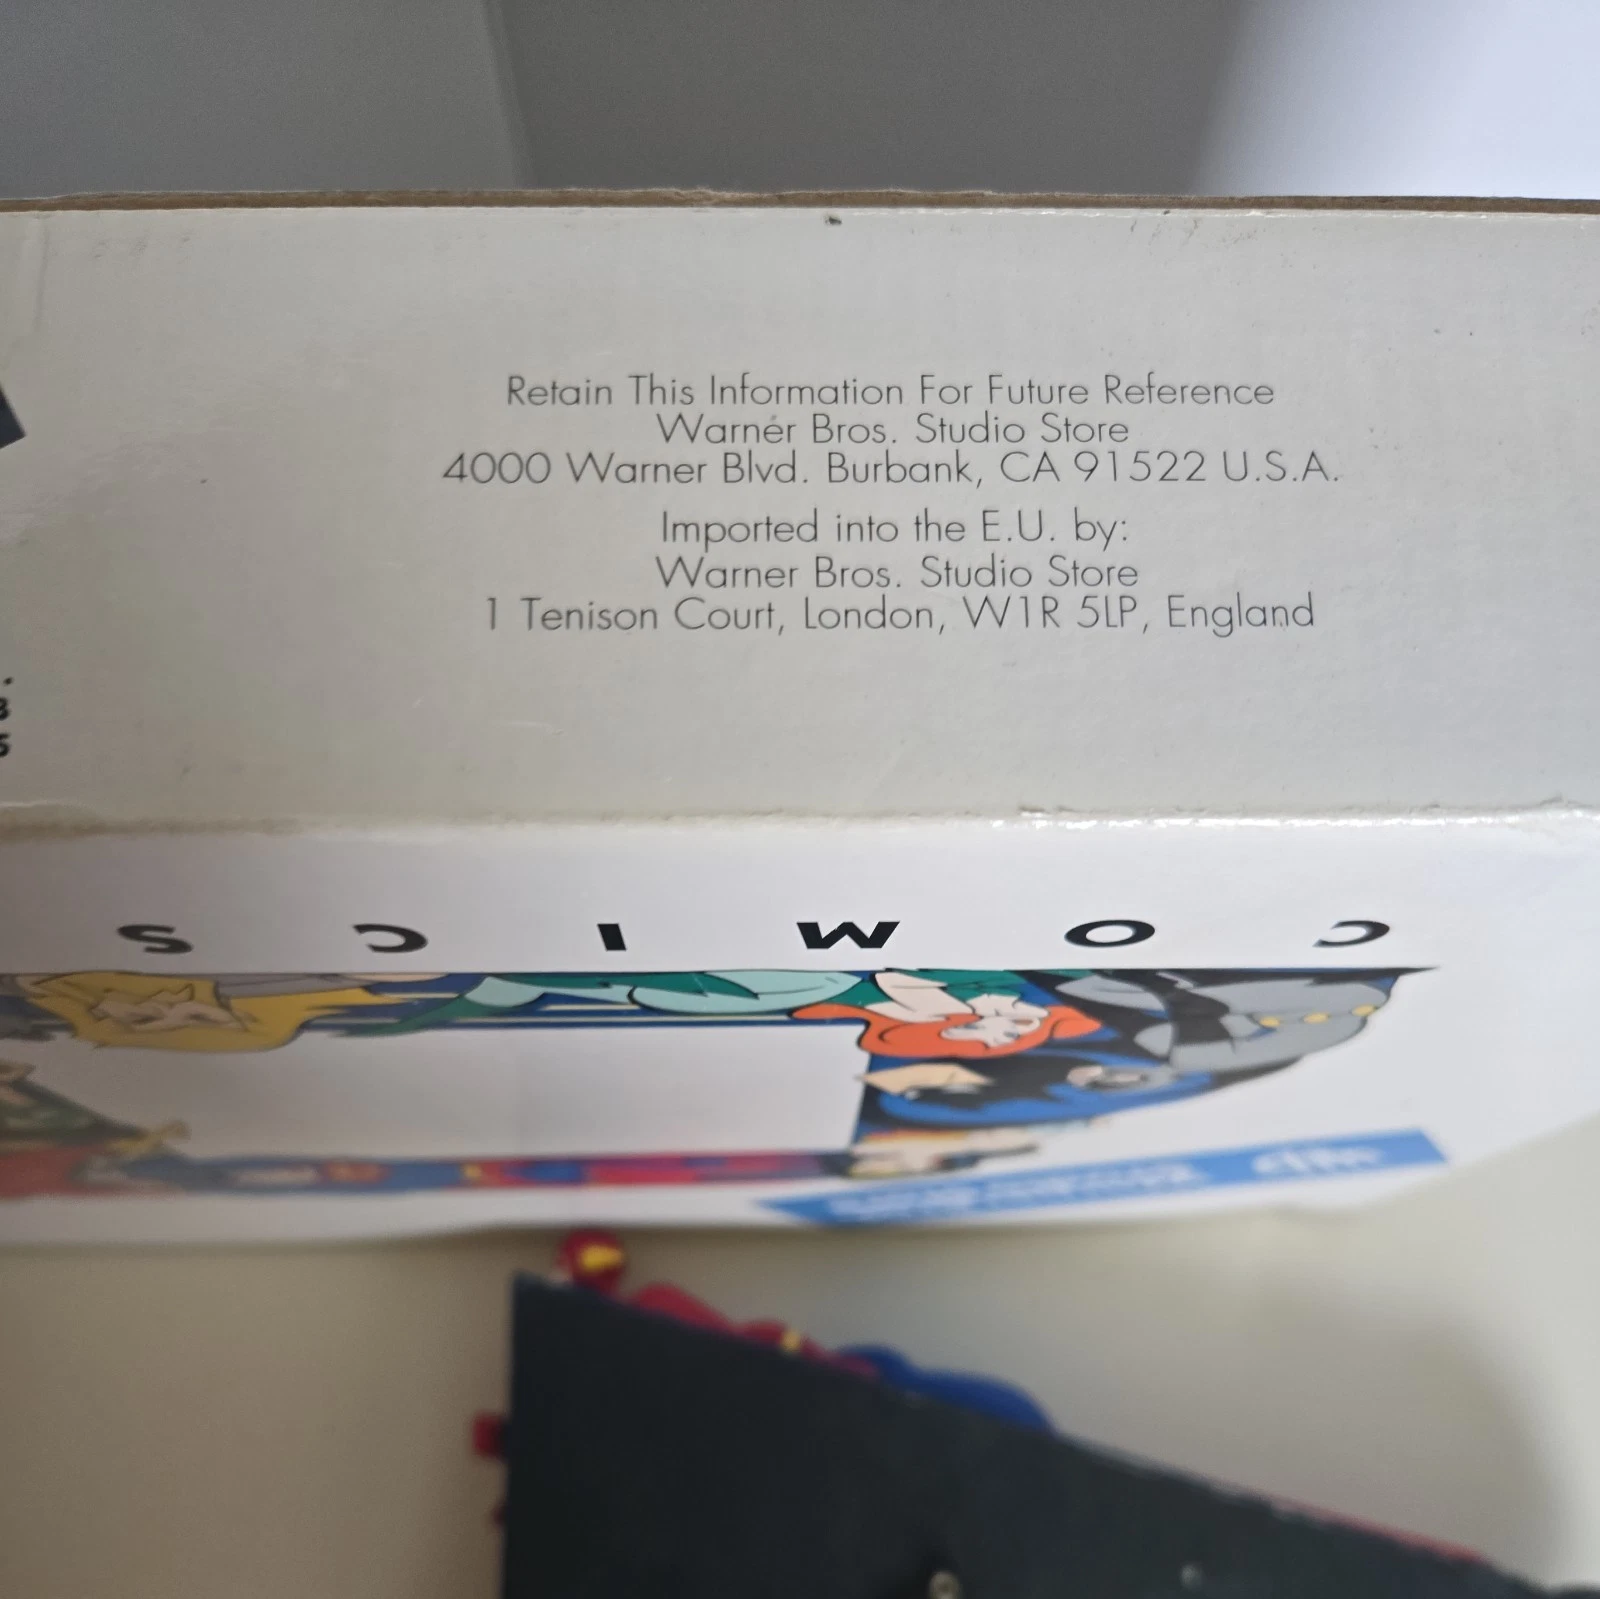 Retain This Information For Future Reference
Warner Bros. Studio Store
4000 Warner Blvd. Burbank, CA 91522 U.S.A.
Imported into the E.U. by:
Warner Bros. Studio Store
1 Tenison Court, London, W1R 5LP, England
COMICS